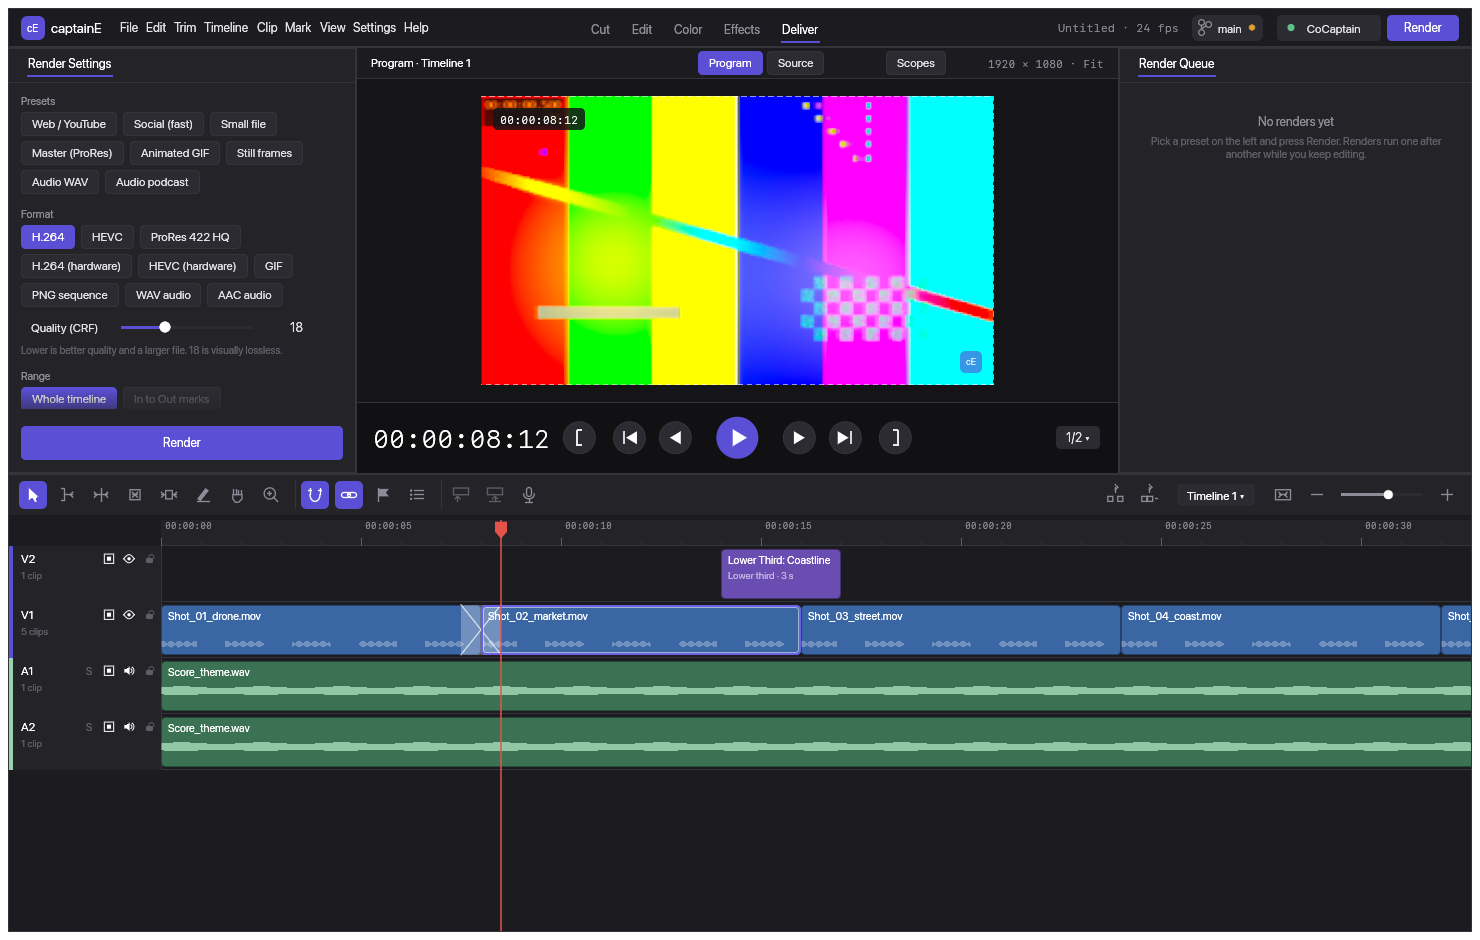 cE captainE File Edit Trim Timeline Clip Mark View Settings Help Cut Edit Color Effects Deliver Untitled · 24 fps main CoCaptain Render
Render Settings
Program · Timeline 1 Program Source Scopes 1920 × 1080 · Fit
Render Queue
Presets
Web / YouTube Social (fast) Small file
Master (ProRes) Animated GIF Still frames
Audio WAV Audio podcast
Format
H.264 HEVC ProRes 422 HQ
H.264 (hardware) HEVC (hardware) GIF
PNG sequence WAV audio AAC audio
Quality (CRF) 18
Lower is better quality and a larger file. 18 is visually lossless.
Range
Whole timeline In to Out marks
Render
00:00:08:12
cE
00:00:08:12 1/2
No renders yet
Pick a preset on the left and press Render. Renders run one after
another while you keep editing.
Timeline 1
00:00:00 00:00:05 00:00:10 00:00:15 00:00:20 00:00:25 00:00:30
V2
1 clip
Lower Third: Coastline
Lower third · 3 s
V1
5 clips
Shot_01_drone.mov Shot_02_market.mov Shot_03_street.mov Shot_04_coast.mov Shot_
A1 S
1 clip
Score_theme.wav
A2 S
1 clip
Score_theme.wav